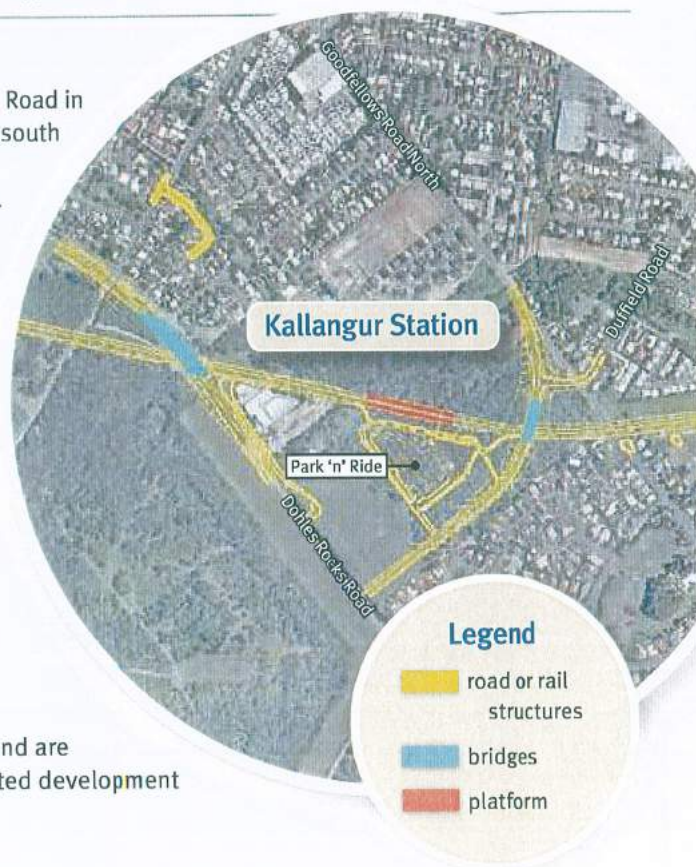 Road in
south
Goodfellows Road North
Duffield Road
Kallangur Station
Park 'n' Ride
Dohles Rocks Road
Legend
road or rail
structures
bridges
platform
nd are
ted development